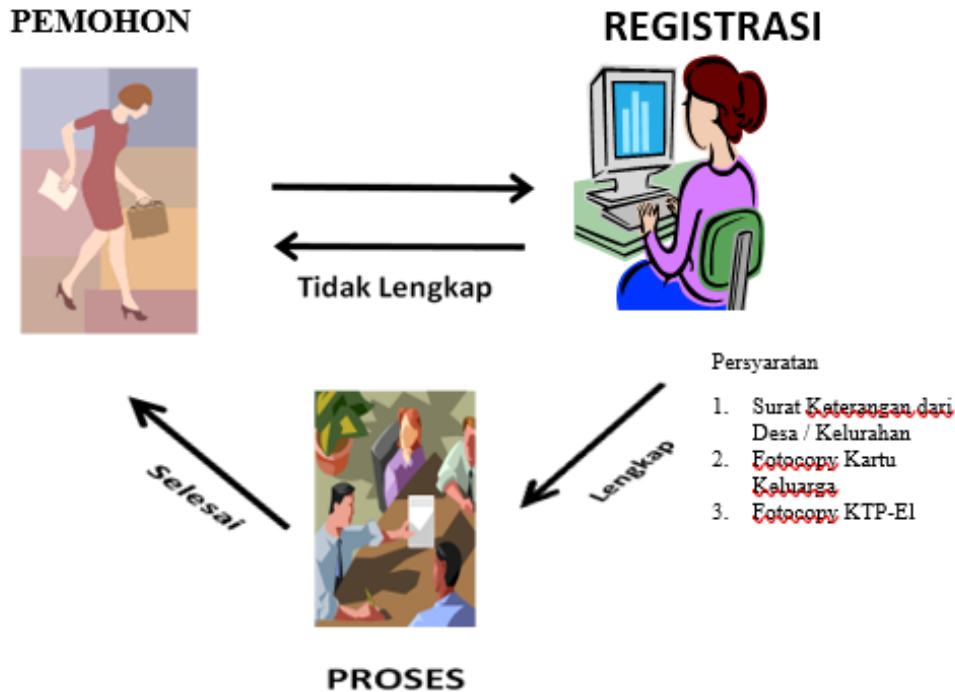 PEMOHON
REGISTRASI
Tidak Lengkap
Persyaratan
1. Surat Keterangan dari
Desa / Kelurahan
2. Fotocopy Kartu
Keluarga
3. Fotocopy KTP-El
Lengkap
Selesai
PROSES